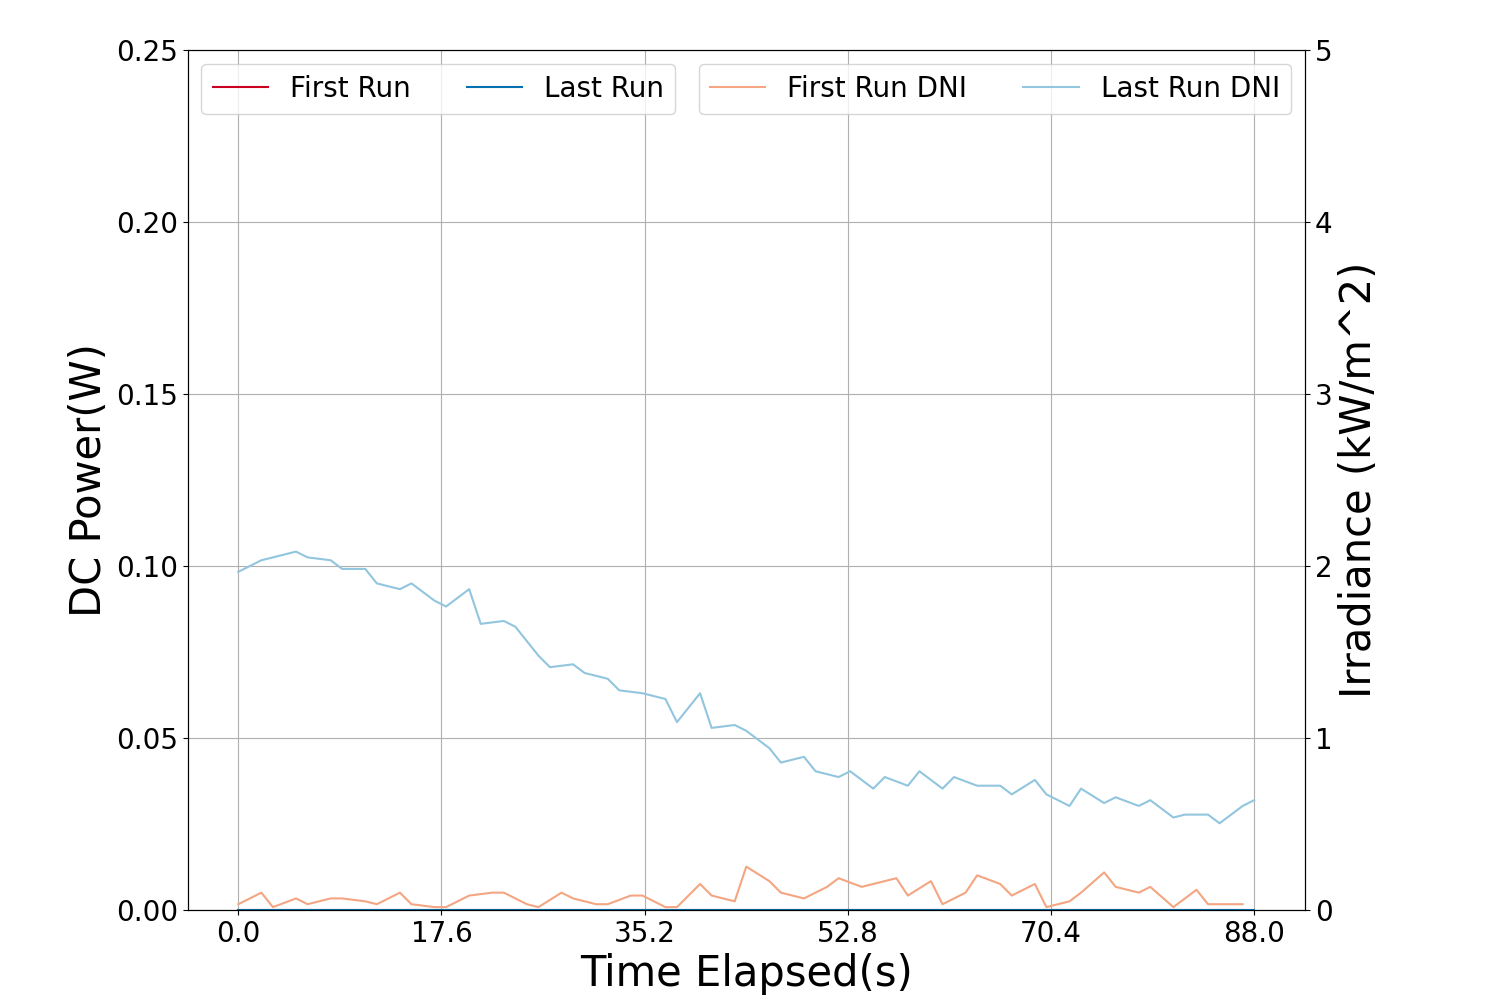 First Run
Last Run
First Run DNI
Last Run DNI
0.25
0.20
0.15
0.10
0.05
0.00
DC Power(W)
5
4
3
2
1
0
Irradiance (kW/m^2)
0.0
17.6
35.2
52.8
70.4
88.0
Time Elapsed(s)